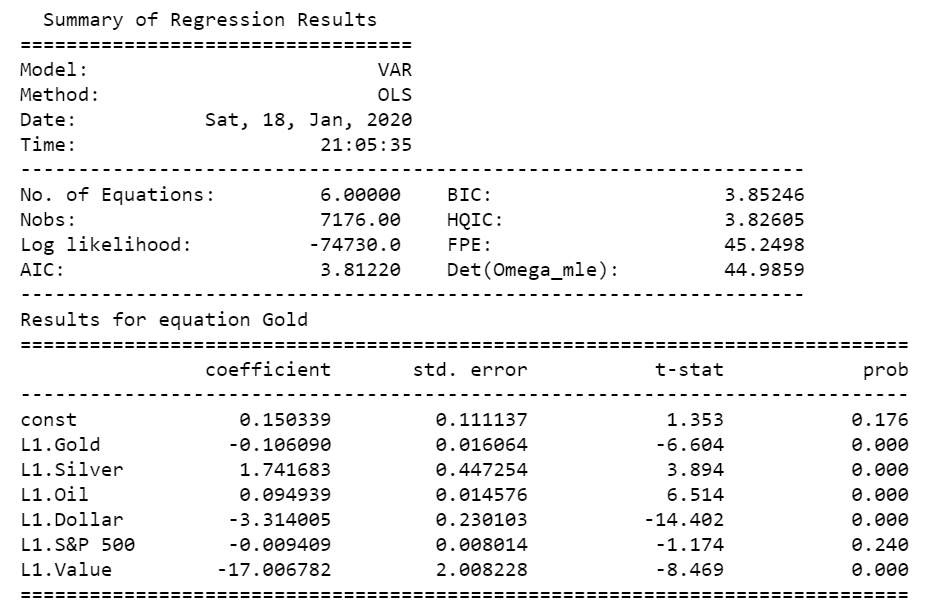 Summary of Regression Results
==================================
Model: VAR
Method: OLS
Date: Sat, 18, Jan, 2020
Time: 21:05:35
--------------------------------------------------------------------
No. of Equations: 6.00000 BIC: 3.85246
Nobs: 7176.00 HQIC: 3.82605
Log likelihood: -74730.0 FPE: 45.2498
AIC: 3.81220 Det(Omega_mle): 44.9859
--------------------------------------------------------------------
Results for equation Gold
=============================================================================
coefficient std. error t-stat prob
-----------------------------------------------------------------------------
const 0.150339 0.111137 1.353 0.176
L1.Gold -0.106090 0.016064 -6.604 0.000
L1.Silver 1.741683 0.447254 3.894 0.000
L1.Oil 0.094939 0.014576 6.514 0.000
L1.Dollar -3.314005 0.230103 -14.402 0.000
L1.S&P 500 -0.009409 0.008014 -1.174 0.240
L1.Value -17.006782 2.008228 -8.469 0.000
=============================================================================